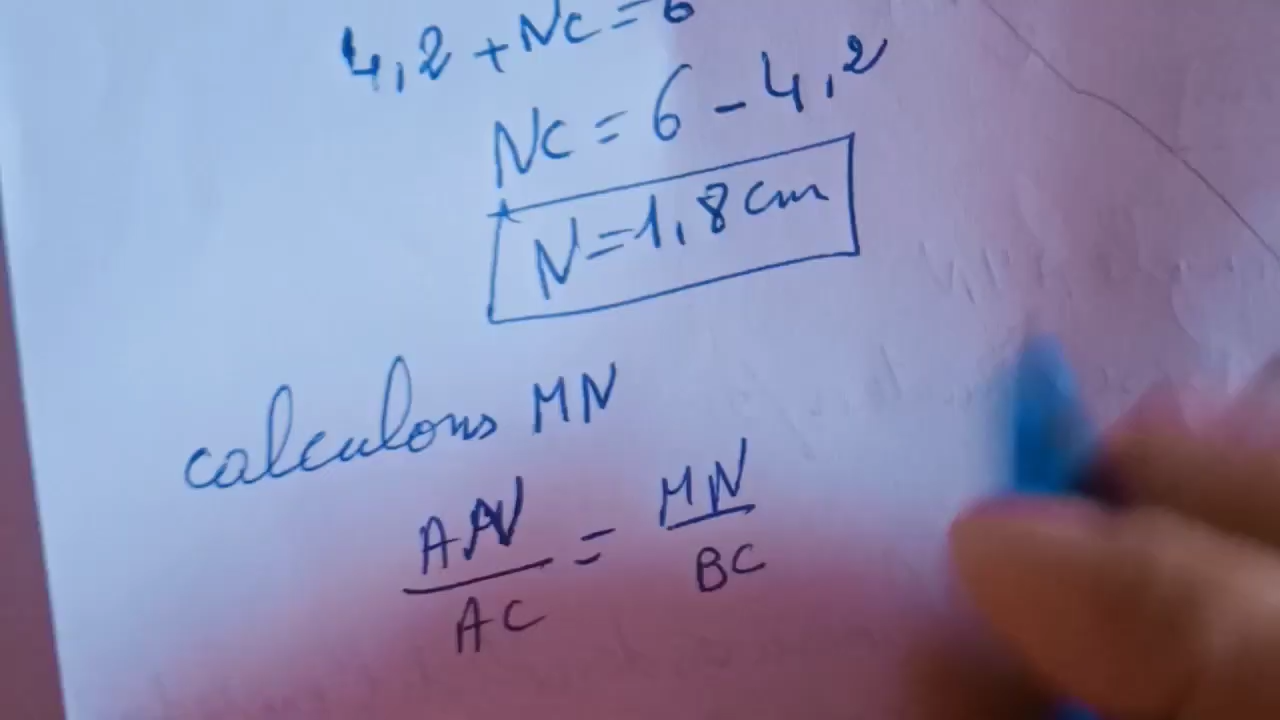 4,2 + NC = 6
NC = 6 - 4,2
N = 1,8 cm
calculons MN
AN/AC = MN/BC